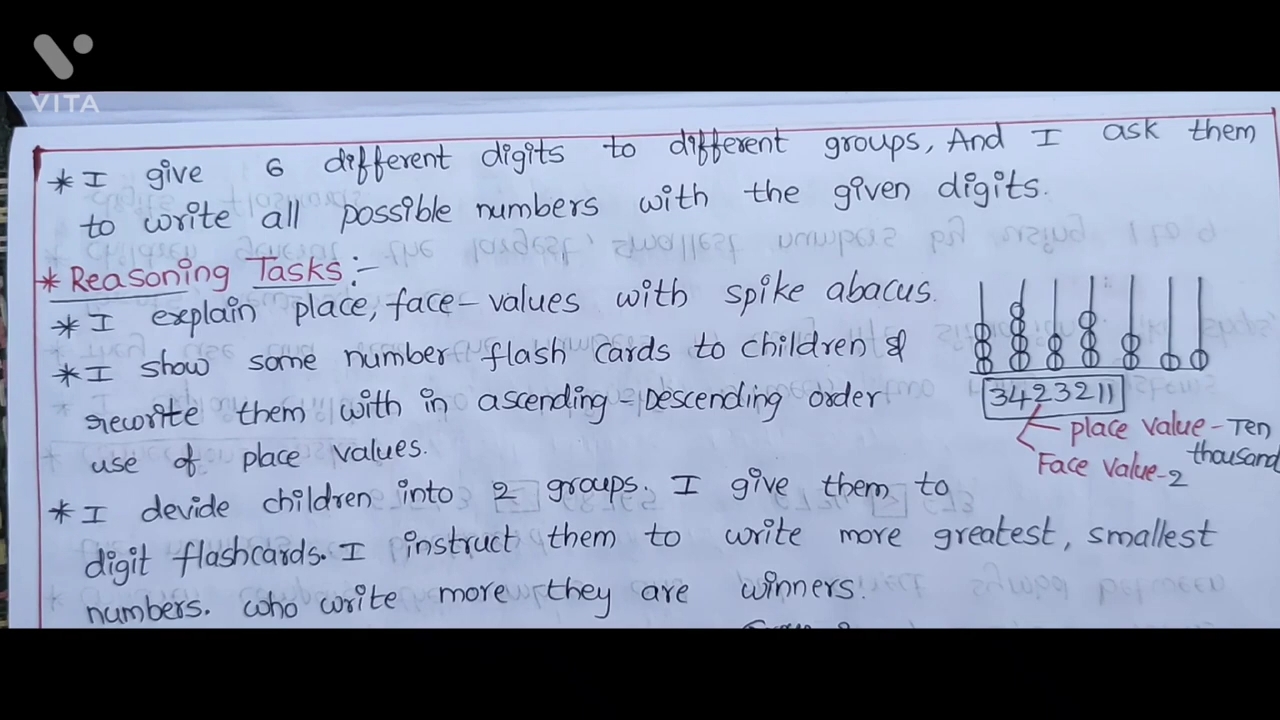 VITA
* I give 6 different digits to different groups, And I ask them
to write all possible numbers with the given digits.
* Reasoning Tasks :-
* I explain place, face-values with spike abacus.
* I show some number flash cards to children &
rewrite them with in ascending - Descending order
use of place values.
3423211
place value - Ten
thousand
Face value - 2
* I devide children into 2 groups. I give them to
digit flashcards. I instruct them to write more greatest, smallest
numbers. who write more they are winners.